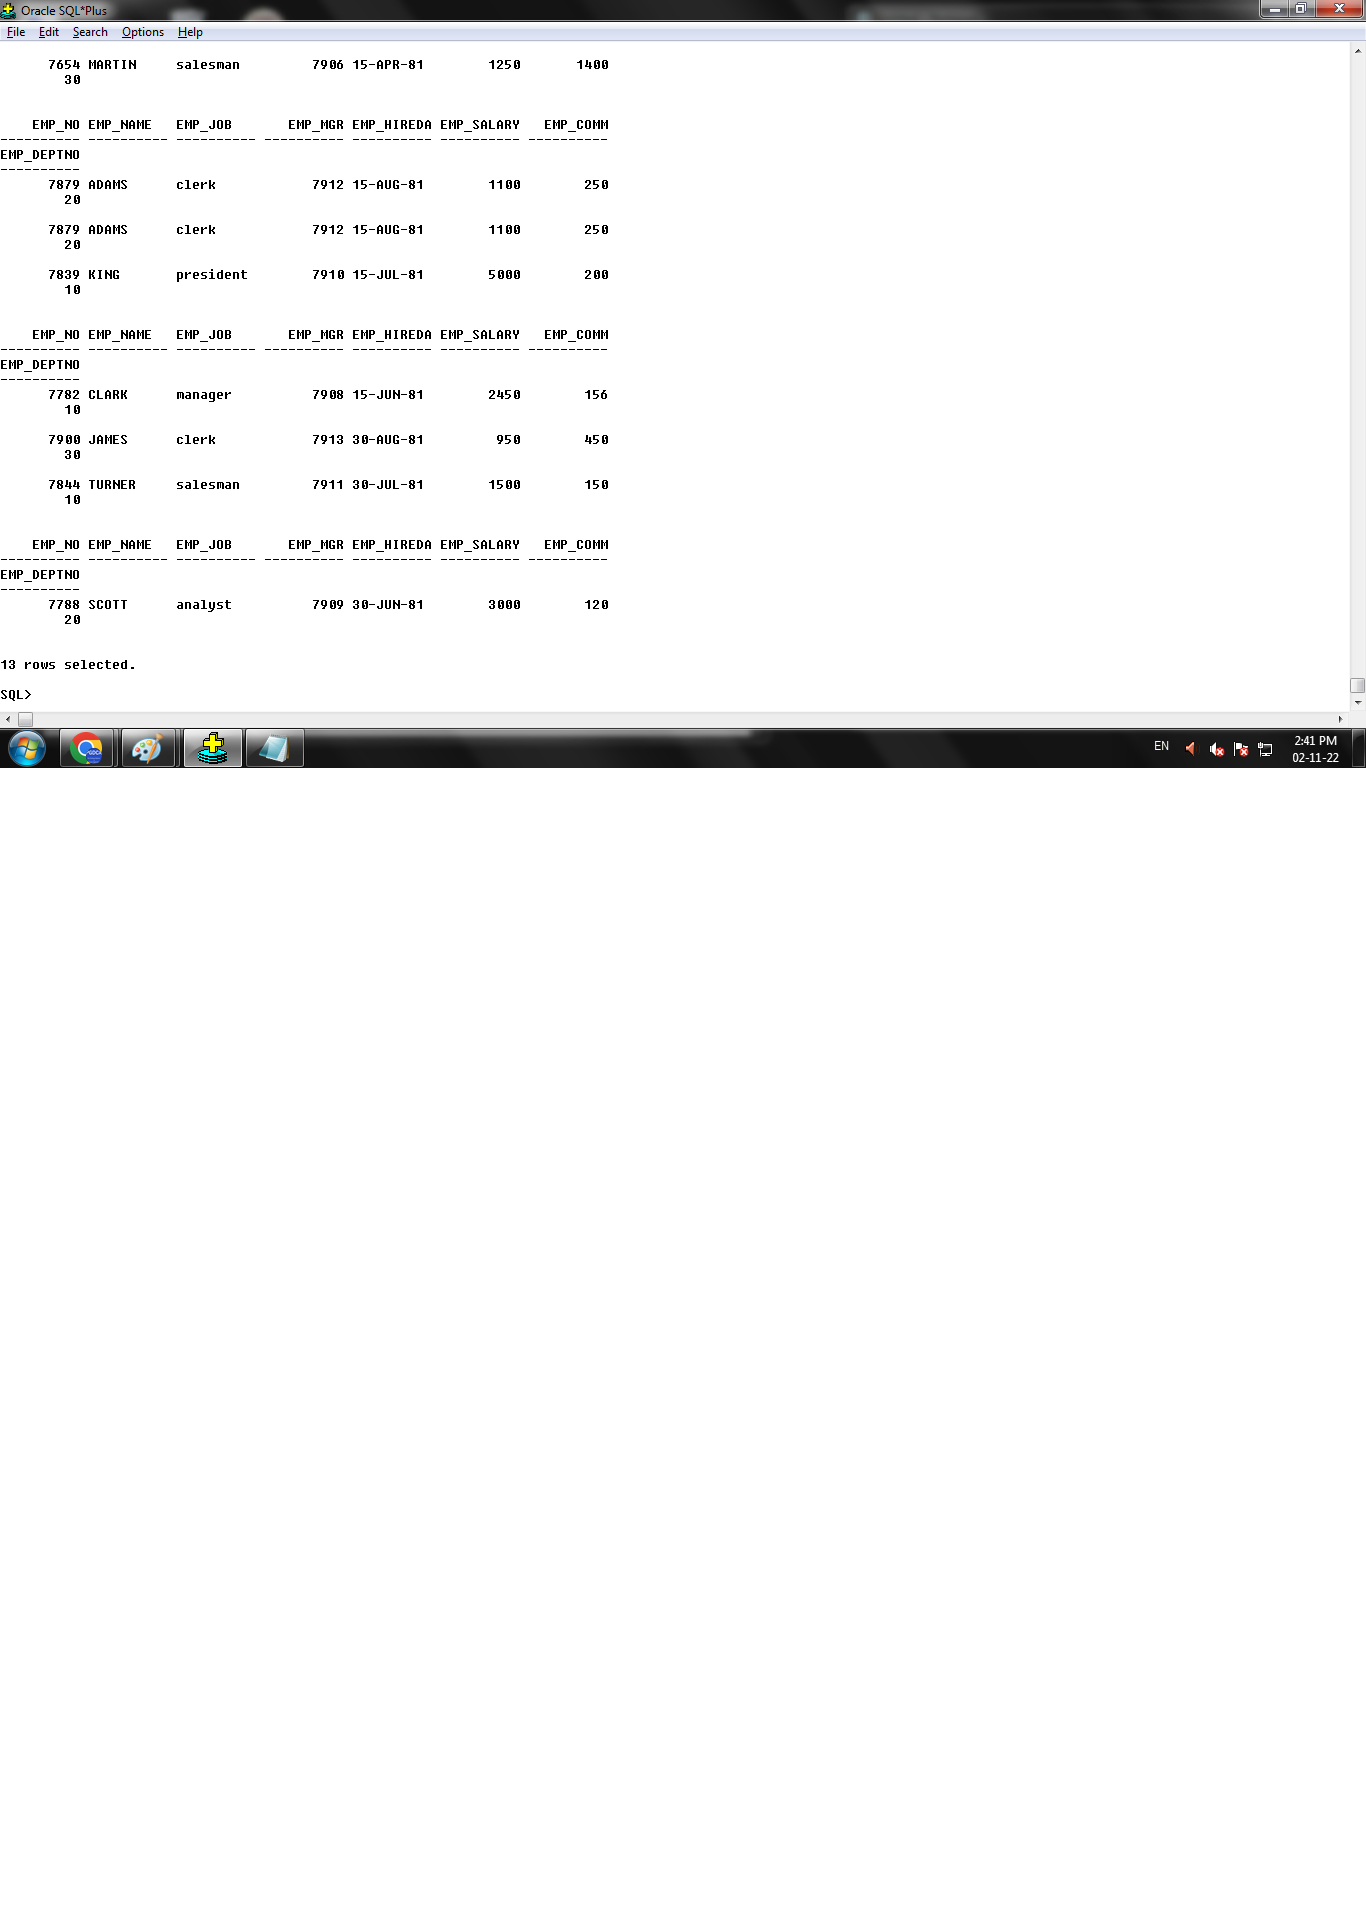 Oracle SQL*Plus
File Edit Search Options Help
7654 MARTIN salesman 7906 15-APR-81 1250 1400
30
EMP_NO EMP_NAME EMP_JOB EMP_MGR EMP_HIREDA EMP_SALARY EMP_COMM
---------- ---------- ---------- ---------- ---------- ---------- ----------
EMP_DEPTNO
----------
7879 ADAMS clerk 7912 15-AUG-81 1100 250
20
7879 ADAMS clerk 7912 15-AUG-81 1100 250
20
7839 KING president 7910 15-JUL-81 5000 200
10
EMP_NO EMP_NAME EMP_JOB EMP_MGR EMP_HIREDA EMP_SALARY EMP_COMM
---------- ---------- ---------- ---------- ---------- ---------- ----------
EMP_DEPTNO
----------
7782 CLARK manager 7908 15-JUN-81 2450 156
10
7900 JAMES clerk 7913 30-AUG-81 950 450
30
7844 TURNER salesman 7911 30-JUL-81 1500 150
10
EMP_NO EMP_NAME EMP_JOB EMP_MGR EMP_HIREDA EMP_SALARY EMP_COMM
---------- ---------- ---------- ---------- ---------- ---------- ----------
EMP_DEPTNO
----------
7788 SCOTT analyst 7909 30-JUN-81 3000 120
20
13 rows selected.
SQL>
EN
2:41 PM
02-11-22